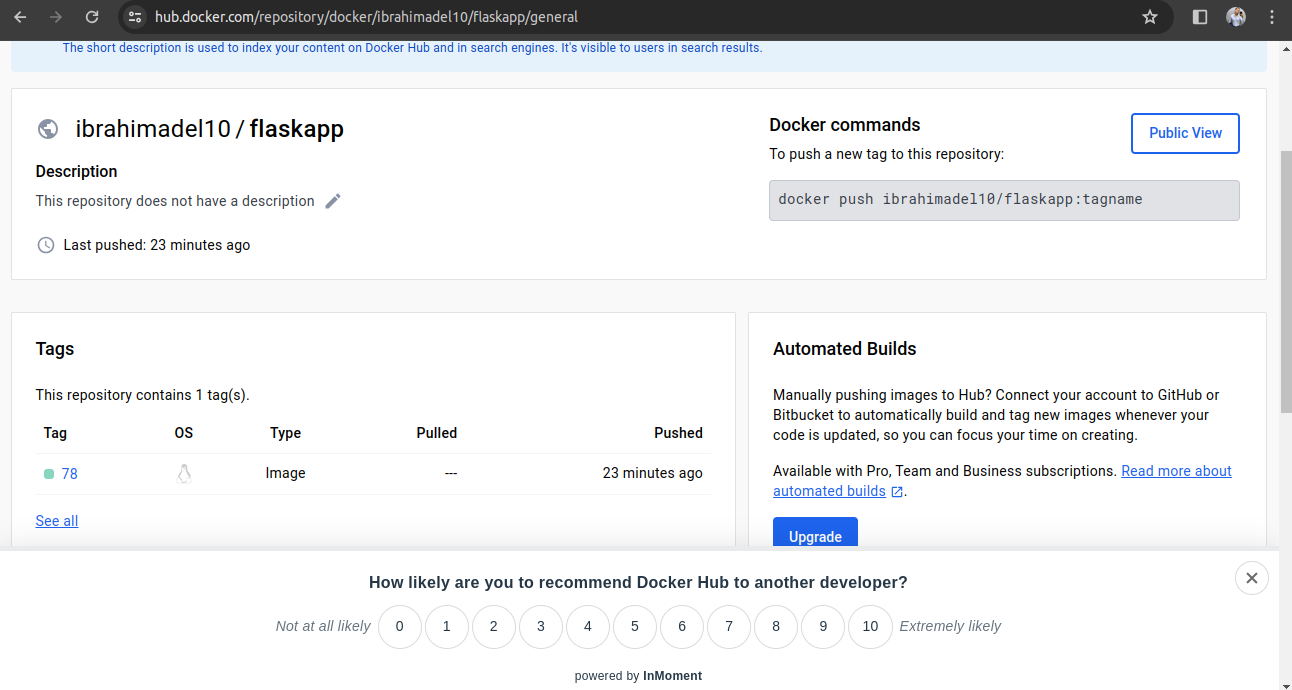 hub.docker.com/repository/docker/ibrahimadel10/flaskapp/general
The short description is used to index your content on Docker Hub and in search engines. It's visible to users in search results.
ibrahimadel10 / flaskapp
Description
This repository does not have a description
Last pushed: 23 minutes ago
Docker commands
Public View
To push a new tag to this repository:
docker push ibrahimadel10/flaskapp:tagname
Tags
This repository contains 1 tag(s).
Tag OS Type Pulled Pushed
78 Image --- 23 minutes ago
See all
Automated Builds
Manually pushing images to Hub? Connect your account to GitHub or
Bitbucket to automatically build and tag new images whenever your
code is updated, so you can focus your time on creating.
Available with Pro, Team and Business subscriptions. Read more about
automated builds.
Upgrade
How likely are you to recommend Docker Hub to another developer?
Not at all likely 0 1 2 3 4 5 6 7 8 9 10 Extremely likely
powered by InMoment